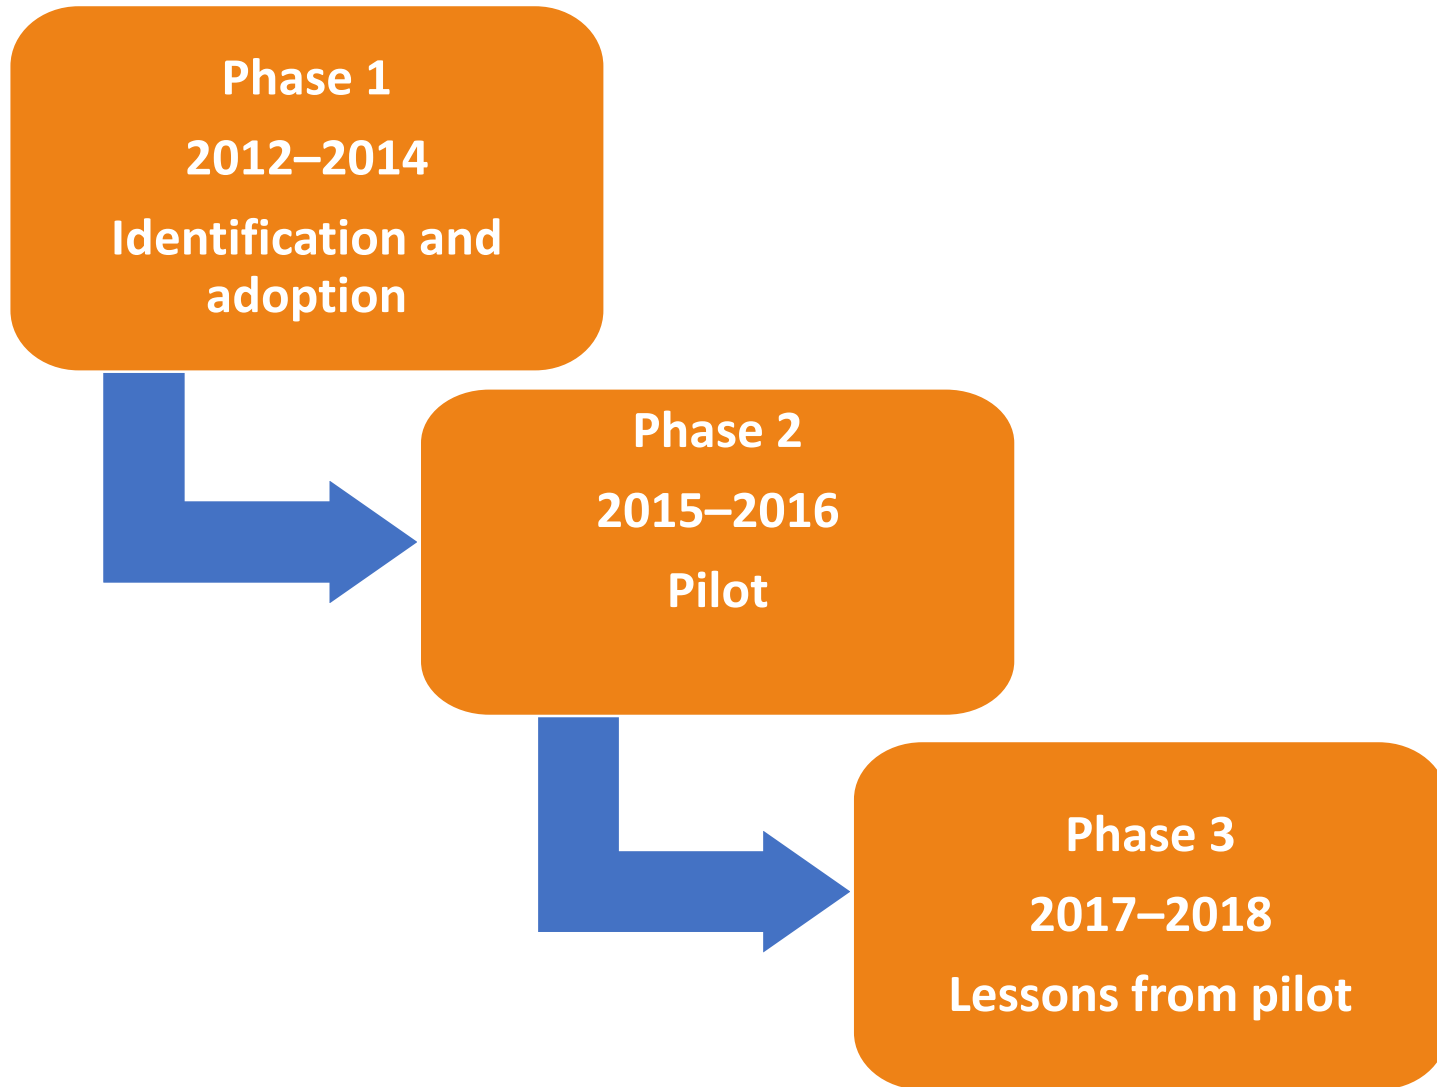 Phase 1
2012–2014
Identification and
adoption
Phase 2
2015–2016
Pilot
Phase 3
2017–2018
Lessons from pilot